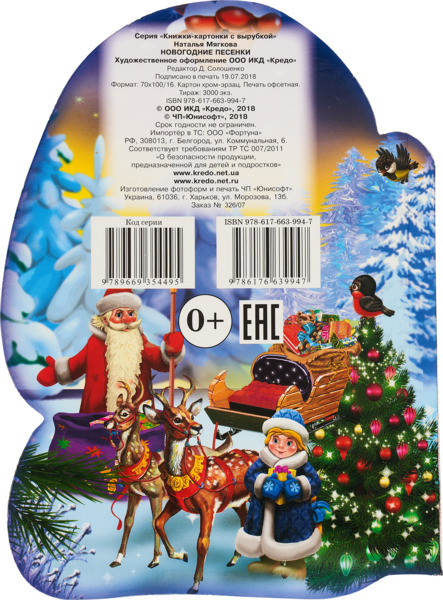 Серия «Книжки-картонки с вырубкой»
Наталья Мягкова
НОВОГОДНИЕ ПЕСЕНКИ
Художественное оформление ООО ИКД «Кредо»
Редактор Д. Солошенко
Подписано в печать 19.07.2018
Формат: 70х100/16. Картон хром-эрзац. Печать офсетная.
Тираж: 3000 экз.
ISBN 978-617-663-994-7
© ООО ИКД «Кредо», 2018
© ЧП«Юнисофт», 2018
Срок годности не ограничен.
Импортёр в ТС: ООО «Фортуна»
РФ, 308013, г. Белгород, ул. Коммунальная, 6.
Соответствует требованиям ТР ТС 007/2011
«О безопасности продукции,
предназначенной для детей и подростков»
www.kredo.net.ua
www.kredo.net.ru
Изготовление фотоформ и печать ЧП "Юнисофт"
Украина, 61036, г. Харьков, ул. Морозова, 13б.
Заказ № 326/07
Код серии
ISBN 978-617-663-994-7
9 789669 354495
9 786176 639947
0+
EAC